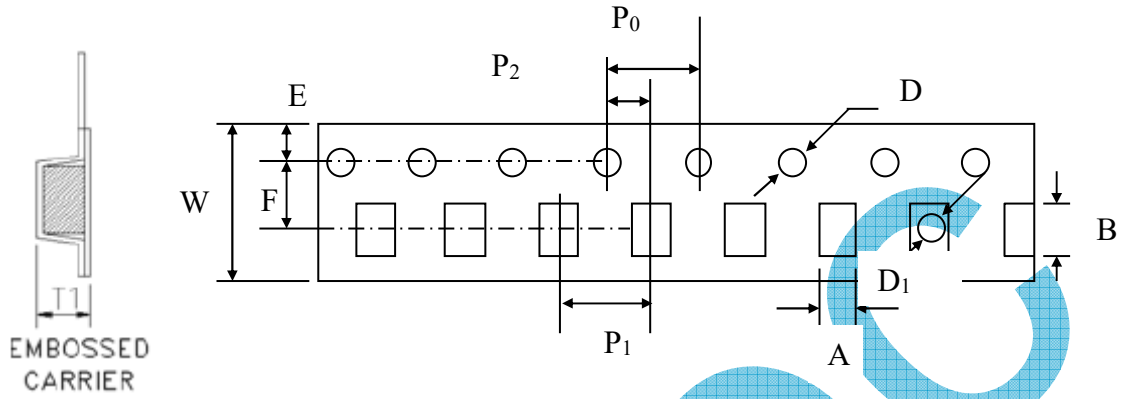 P₀
P₂
E
D
W
F
B
D₁
T1
P₁
A
EMBOSSED
CARRIER